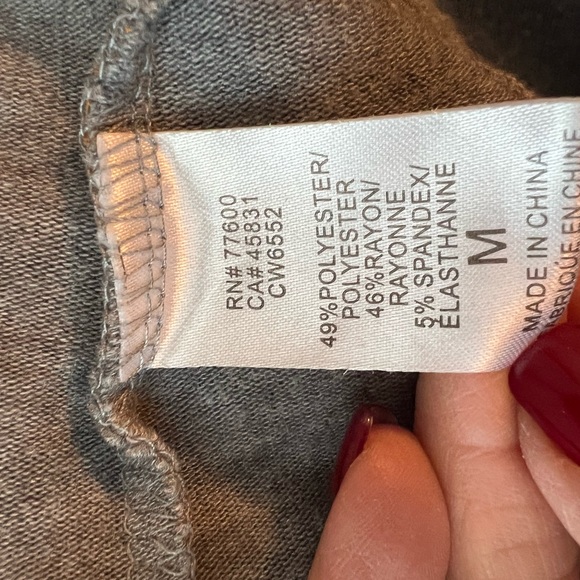 RN# 77600
CA# 45831
CW6552
49%POLYESTER/
POLYESTER
46%RAYON/
RAYONNE
5% SPANDEX/
ÉLASTHANNE
M
MADE IN CHINA
FABRIQUÉ EN CHINE